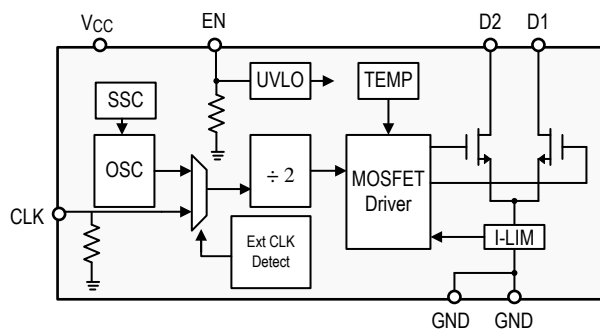 VCC
EN
D2
D1
SSC
UVLO
TEMP
OSC
÷ 2
MOSFET
Driver
CLK
Ext CLK
Detect
I-LIM
GND
GND